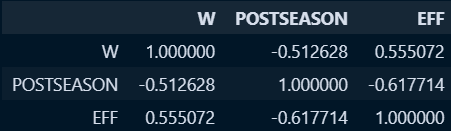 W POSTSEASON EFF
W 1.000000 -0.512628 0.555072
POSTSEASON -0.512628 1.000000 -0.617714
EFF 0.555072 -0.617714 1.000000